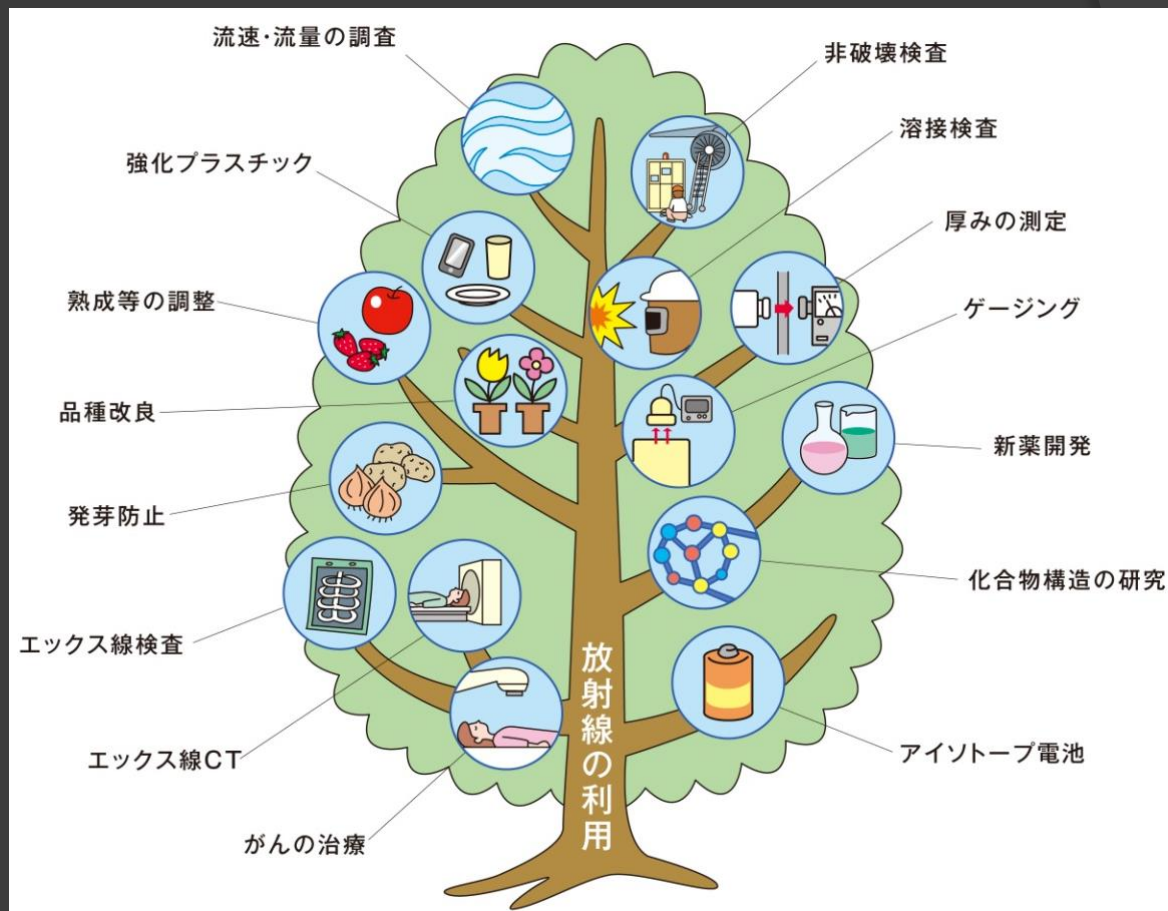 流速・流量の調査
強化プラスチック
熟成等の調整
品種改良
発芽防止
エックス線検査
エックス線CT
がんの治療
非破壊検査
溶接検査
厚みの測定
ゲージング
新薬開発
化合物構造の研究
アイソトープ電池
放射線の利用